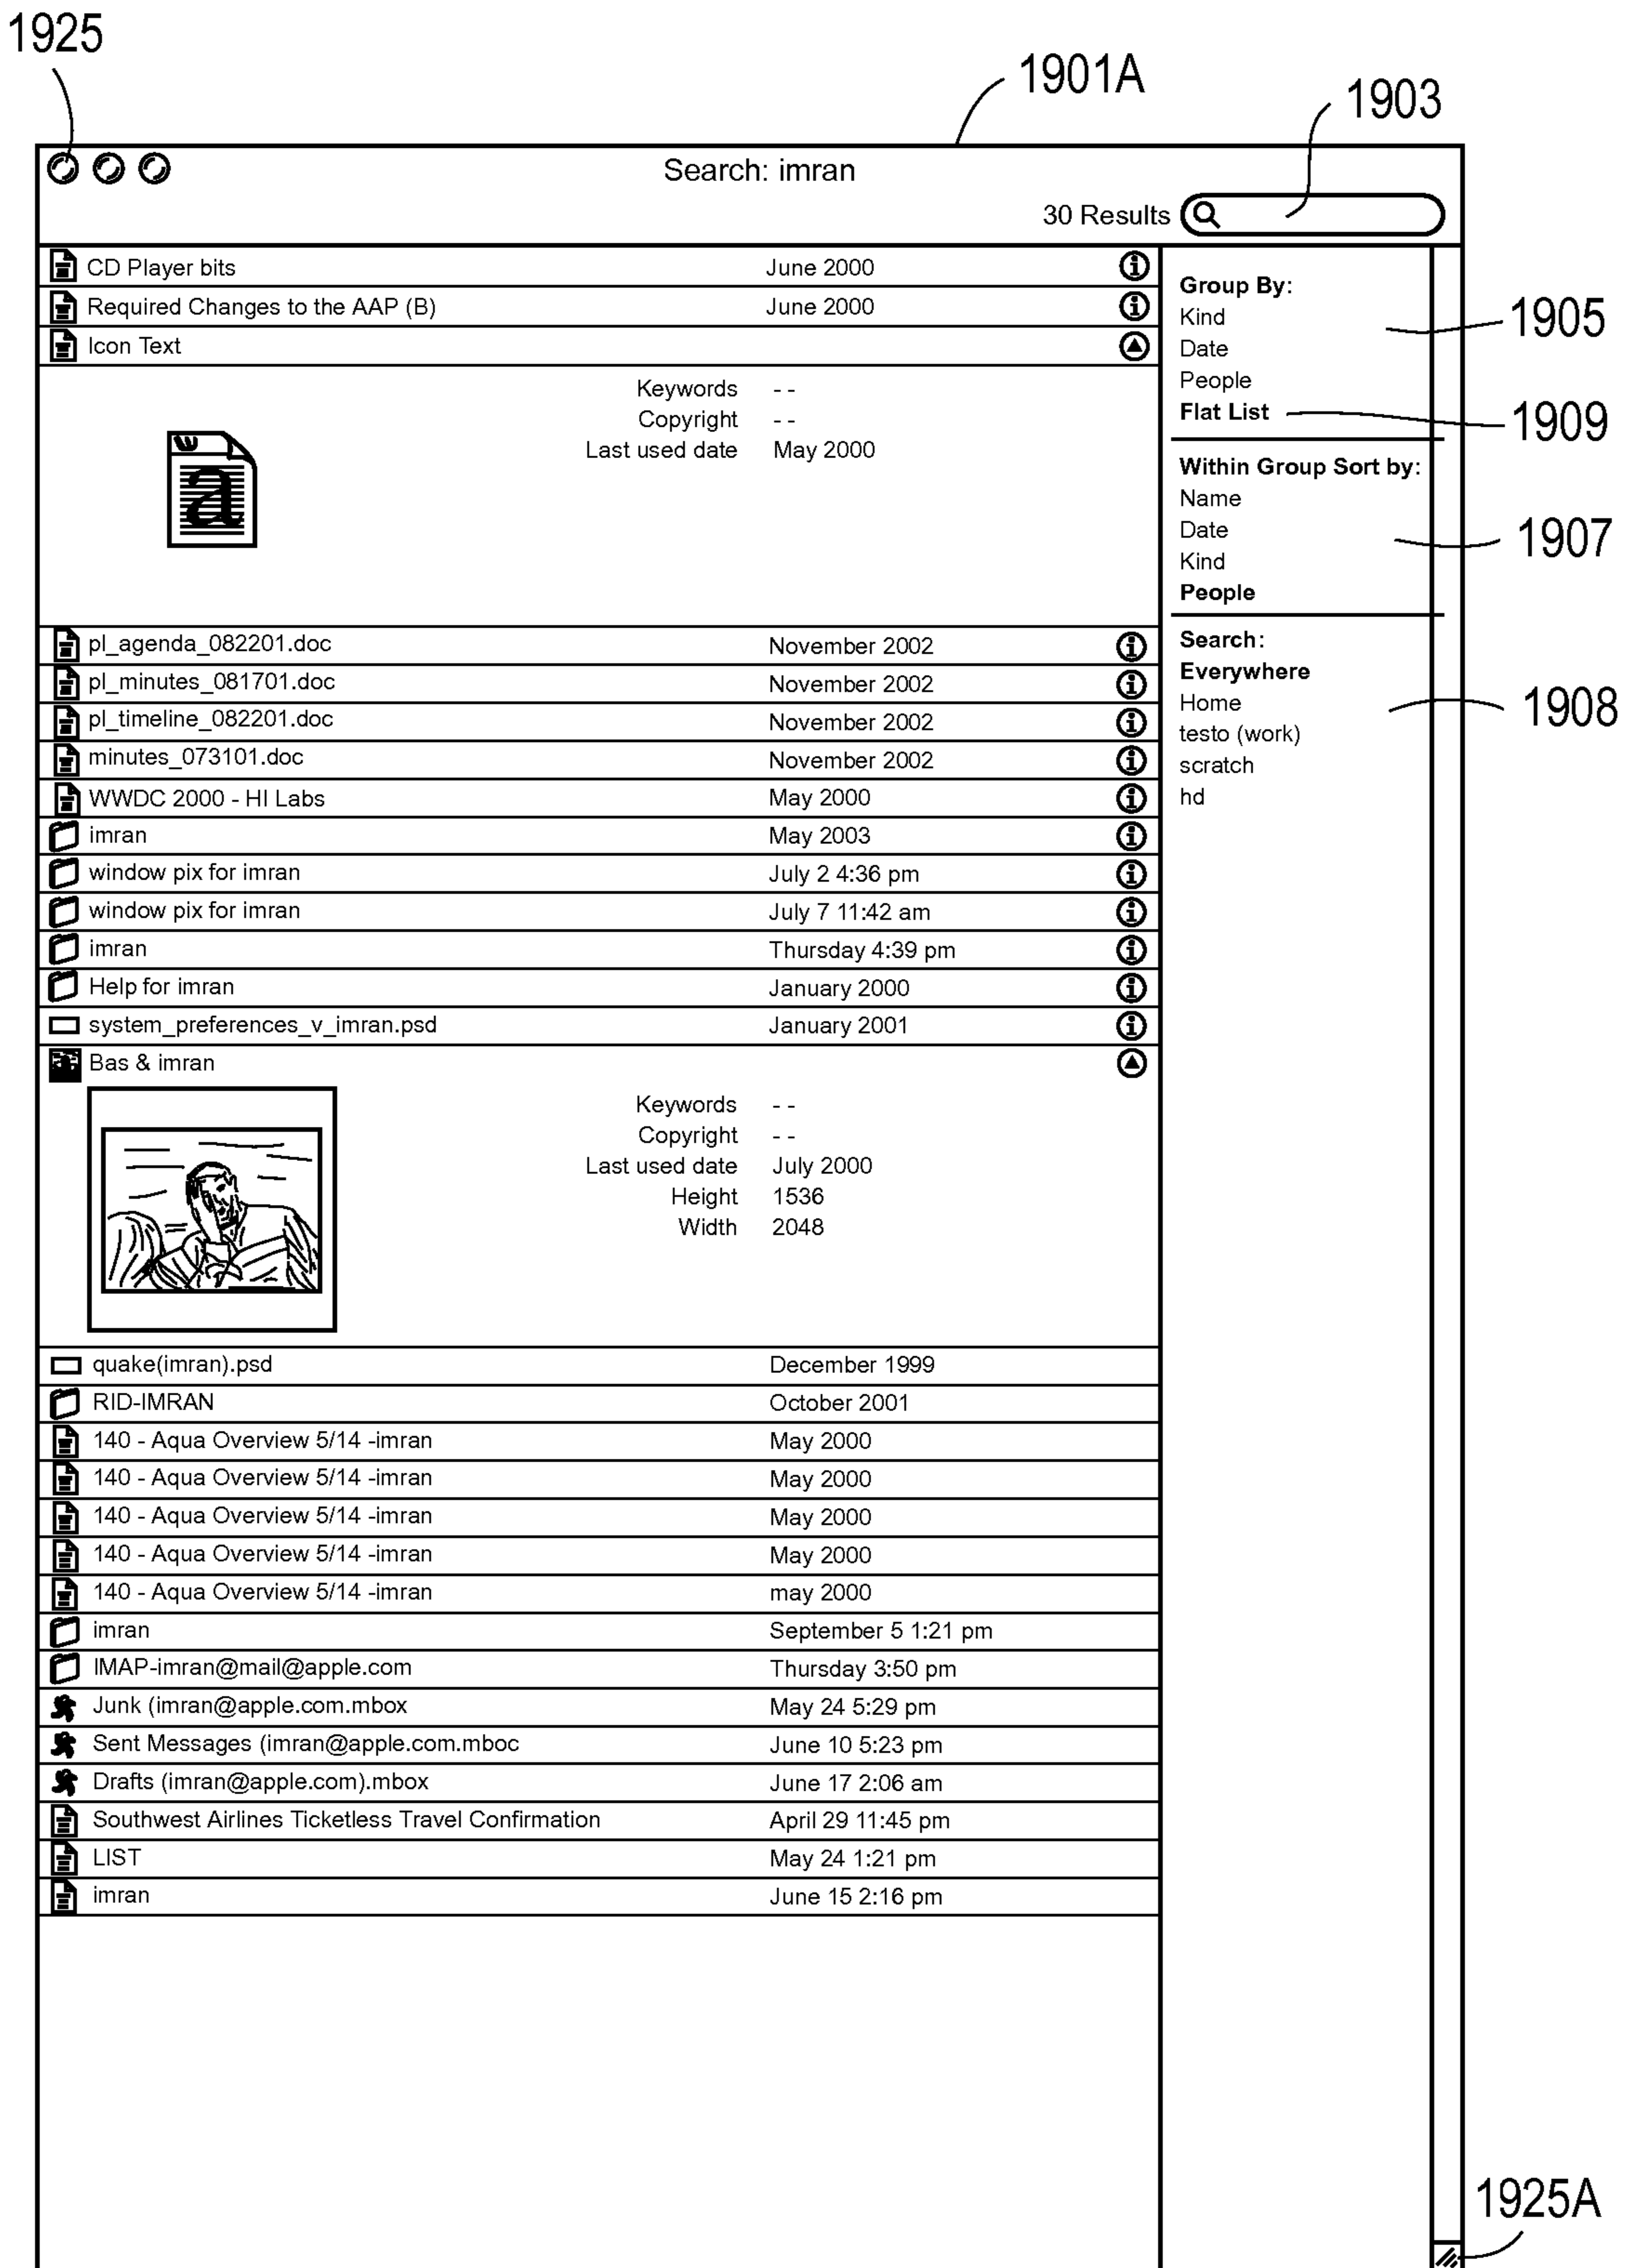 1925
1901A
1903
Search: imran
30 Results
CD Player bits June 2000
Required Changes to the AAP (B) June 2000
Icon Text
Keywords - -
Copyright - -
Last used date May 2000
W
a
pl_agenda_082201.doc November 2002
pl_minutes_081701.doc November 2002
pl_timeline_082201.doc November 2002
minutes_073101.doc November 2002
WWDC 2000 - HI Labs May 2000
imran May 2003
window pix for imran July 2 4:36 pm
window pix for imran July 7 11:42 am
imran Thursday 4:39 pm
Help for imran January 2000
system_preferences_v_imran.psd January 2001
Bas & imran
Keywords - -
Copyright - -
Last used date July 2000
Height 1536
Width 2048
quake(imran).psd December 1999
RID-IMRAN October 2001
140 - Aqua Overview 5/14 -imran May 2000
140 - Aqua Overview 5/14 -imran May 2000
140 - Aqua Overview 5/14 -imran May 2000
140 - Aqua Overview 5/14 -imran May 2000
140 - Aqua Overview 5/14 -imran may 2000
imran September 5 1:21 pm
IMAP-imran@mail@apple.com Thursday 3:50 pm
Junk (imran@apple.com.mbox May 24 5:29 pm
Sent Messages (imran@apple.com.mboc June 10 5:23 pm
Drafts (imran@apple.com).mbox June 17 2:06 am
Southwest Airlines Ticketless Travel Confirmation April 29 11:45 pm
LIST May 24 1:21 pm
imran June 15 2:16 pm
Group By:
Kind
Date
People
Flat List
Within Group Sort by:
Name
Date
Kind
People
Search:
Everywhere
Home
testo (work)
scratch
hd
1905
1909
1907
1908
1925A